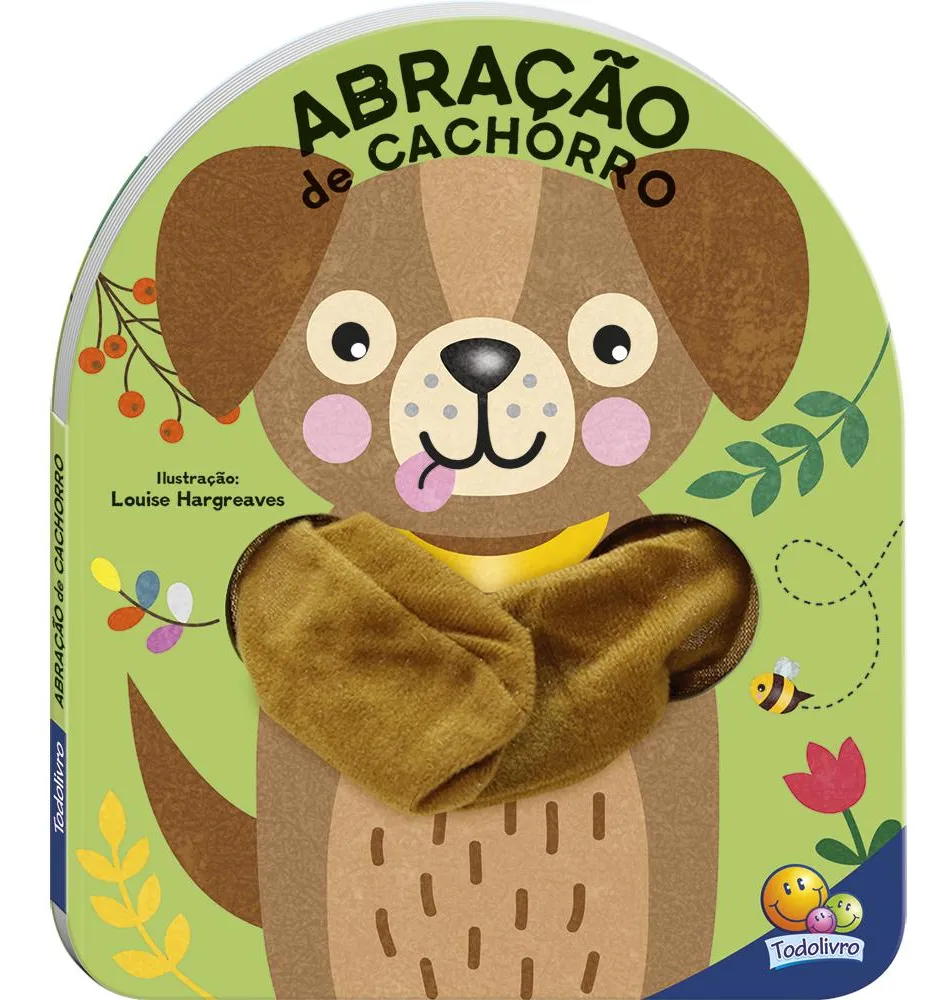 ABRAÇÃO
de CACHORRO
Ilustração:
Louise Hargreaves
ABRAÇÃO de CACHORRO
Todolivro
Todolivro